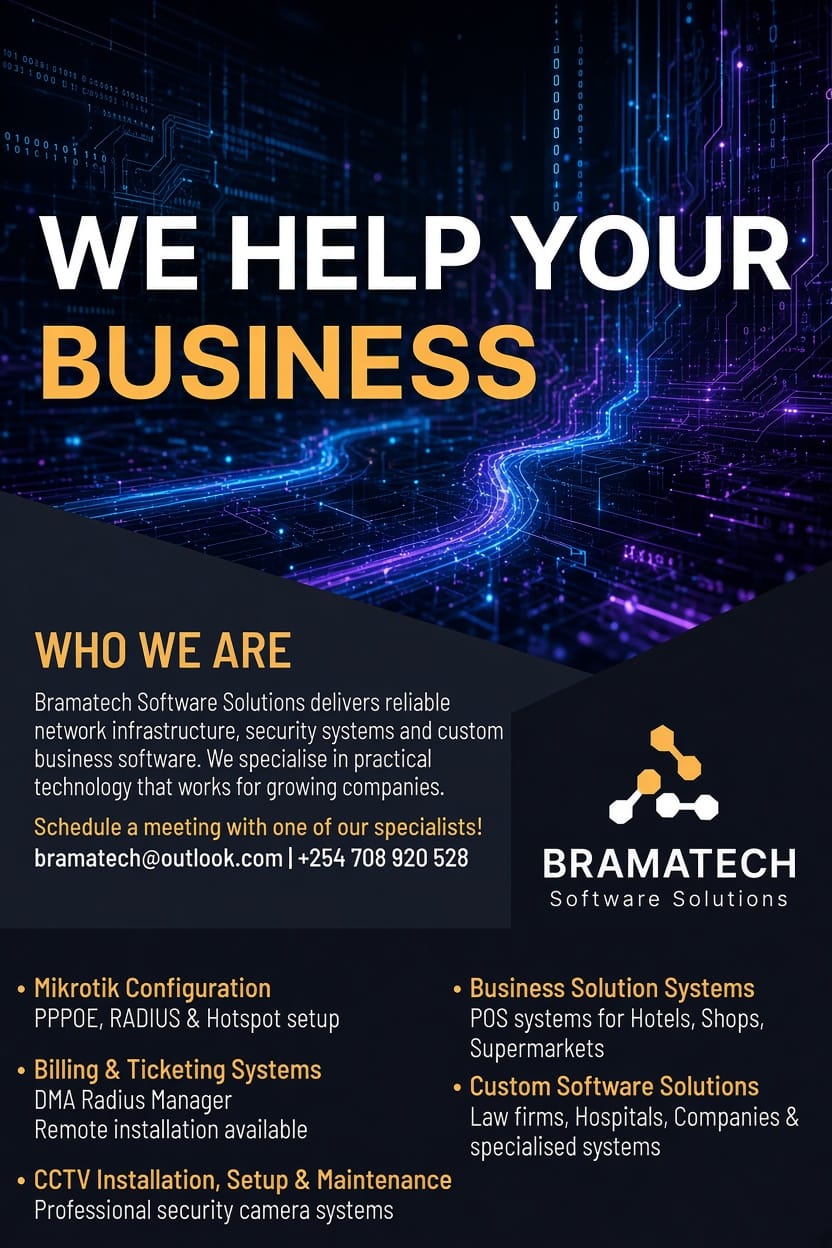 WE HELP YOUR
BUSINESS
WHO WE ARE
Bramatech Software Solutions delivers reliable
network infrastructure, security systems and custom
business software. We specialise in practical
technology that works for growing companies.
Schedule a meeting with one of our specialists!
bramatech@outlook.com | +254 708 920 528
BRAMATECH
Software Solutions
• Mikrotik Configuration
PPPOE, RADIUS & Hotspot setup
• Billing & Ticketing Systems
DMA Radius Manager
Remote installation available
• CCTV Installation, Setup & Maintenance
Professional security camera systems
• Business Solution Systems
POS systems for Hotels, Shops,
Supermarkets
• Custom Software Solutions
Law firms, Hospitals, Companies &
specialised systems